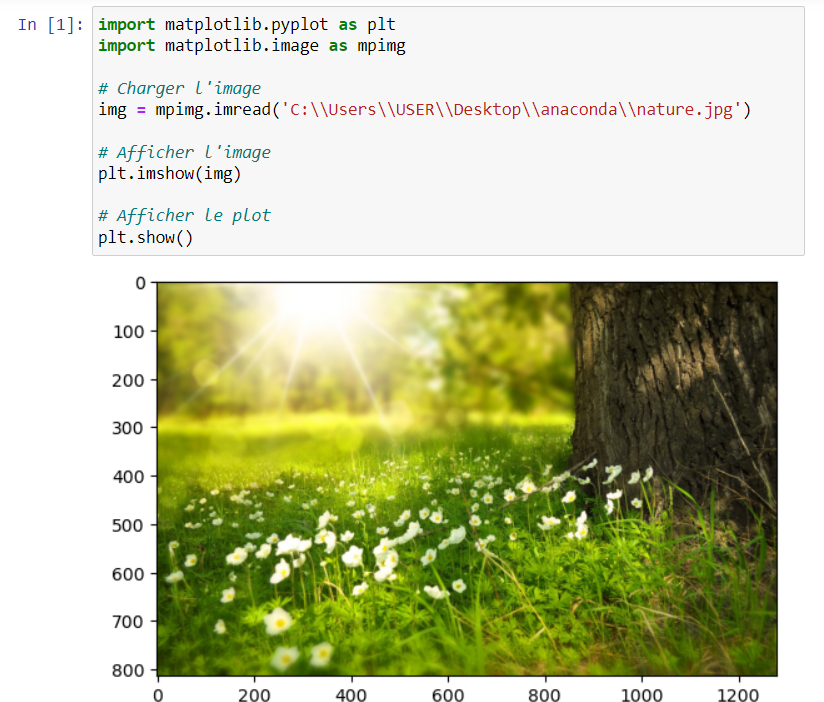 In [1]: import matplotlib.pyplot as plt
import matplotlib.image as mpimg
# Charger l'image
img = mpimg.imread('C:\\Users\\USER\\Desktop\\anaconda\\nature.jpg')
# Afficher l'image
plt.imshow(img)
# Afficher le plot
plt.show()
0
100
200
300
400
500
600
700
800
0 200 400 600 800 1000 1200